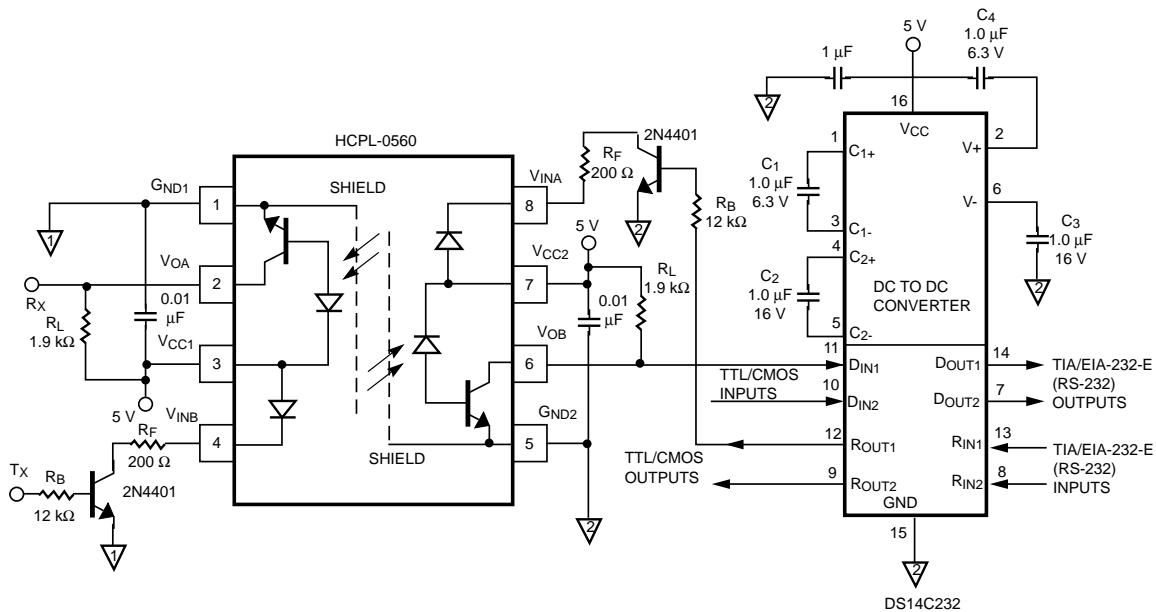 HCPL-0560
GND1
1
1
VOA
2
RX
RL
1.9 kΩ
0.01
µF
VCC1
3
5 V
VINB
4
RF
200 Ω
TX
RB
12 kΩ
2N4401
1
SHIELD
SHIELD
VINA
8
VCC2
7
VOB
6
GND2
5
RF
200 Ω
2N4401
2
RB
12 kΩ
5 V
0.01
µF
RL
1.9 kΩ
2
2
1 µF
5 V
C4
1.0 µF
6.3 V
16
VCC
1
C1+
C1
1.0 µF
6.3 V
3
C1-
4
C2+
C2
1.0 µF
16 V
5
C2-
2
V+
6
V-
C3
1.0 µF
16 V
2
DC TO DC
CONVERTER
11
DIN1
TTL/CMOS
INPUTS
10
DIN2
12
ROUT1
TTL/CMOS
OUTPUTS
9
ROUT2
DOUT1
14
TIA/EIA-232-E
(RS-232)
OUTPUTS
DOUT2
7
RIN1
13
TIA/EIA-232-E
(RS-232)
INPUTS
RIN2
8
GND
15
2
DS14C232